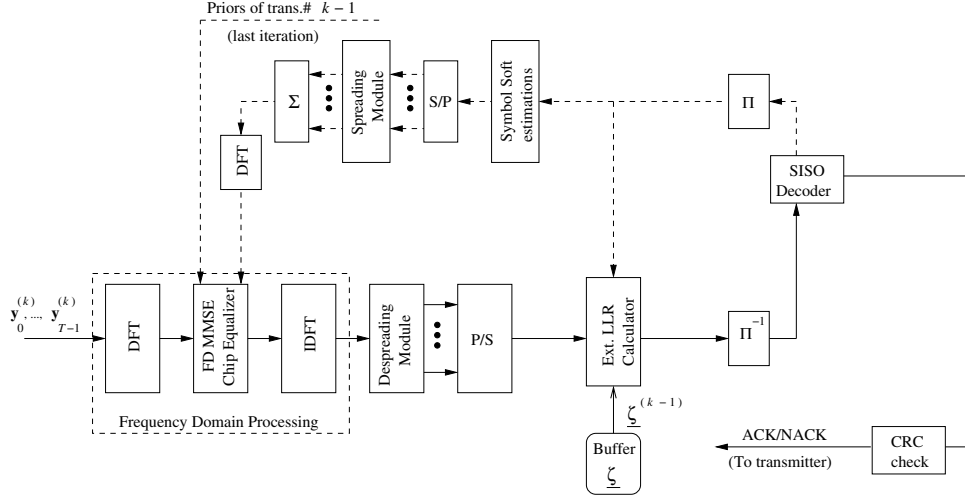 Priors of trans.# k − 1
(last iteration)
Σ
Spreading
Module
S/P
Symbol Soft
estimations
Π
SISO
Decoder
DFT
y_0^(k), ..., y_{T−1}^(k)
DFT
FD MMSE
Chip Equalizer
IDFT
Despreading
Module
P/S
Ext. LLR
Calculator
Π^−1
Frequency Domain Processing
ζ^(k − 1)
Buffer
ζ
ACK/NACK
(To transmitter)
CRC
check